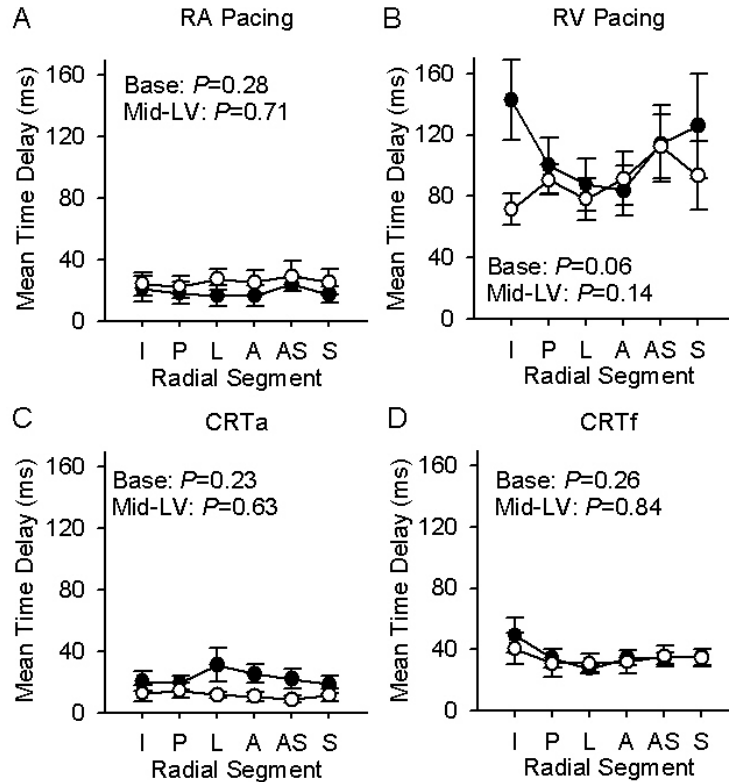 A
RA Pacing
Mean Time Delay (ms)
160
120
80
40
0
Base: P=0.28
Mid-LV: P=0.71
I P L A AS S
Radial Segment
B
RV Pacing
Mean Time Delay (ms)
160
120
80
40
0
Base: P=0.06
Mid-LV: P=0.14
I P L A AS S
Radial Segment
C
CRTa
Mean Time Delay (ms)
160
120
80
40
0
Base: P=0.23
Mid-LV: P=0.63
I P L A AS S
Radial Segment
D
CRTf
Mean Time Delay (ms)
160
120
80
40
0
Base: P=0.26
Mid-LV: P=0.84
I P L A AS S
Radial Segment